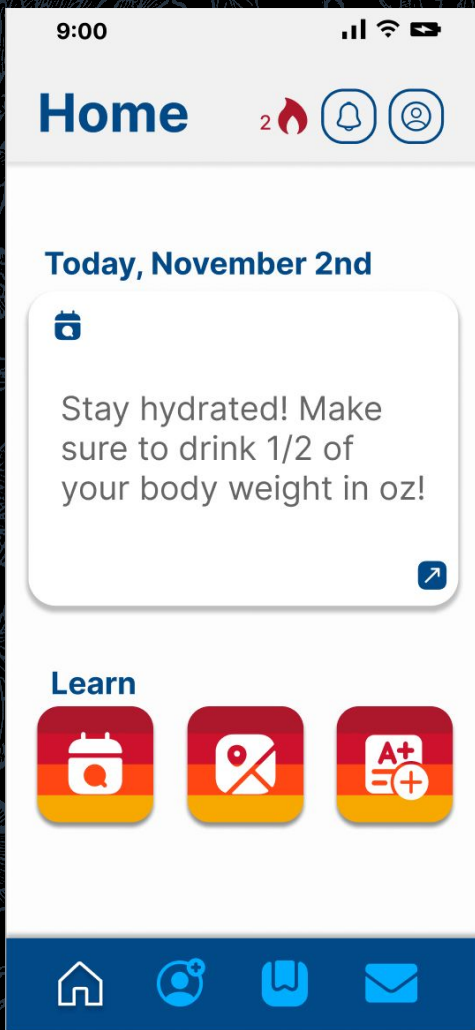 9:00
Home
2
Today, November 2nd
Stay hydrated! Make
sure to drink 1/2 of
your body weight in oz!
Learn
A+